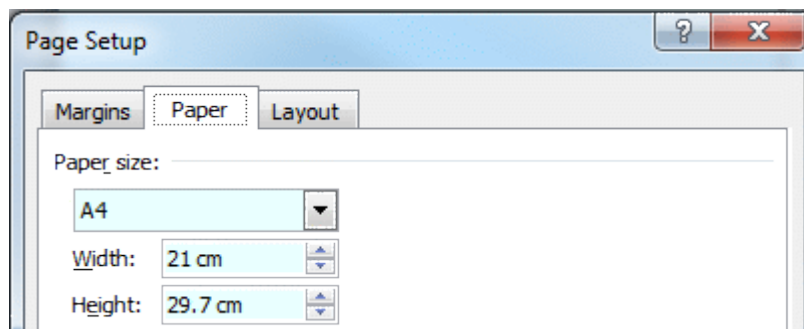 Page Setup
Margins Paper Layout
Paper size:
A4
Width: 21 cm
Height: 29.7 cm